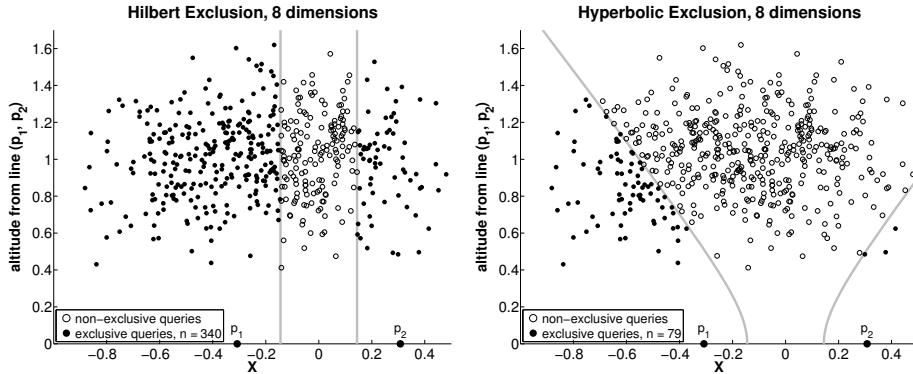 Hilbert Exclusion, 8 dimensions
altitude from line (p1, p2)
1.6
1.4
1.2
1
0.8
0.6
0.4
0.2
0
non-exclusive queries
exclusive queries, n = 340
p1
p2
−0.8 −0.6 −0.4 −0.2 0 0.2 0.4
X
Hyperbolic Exclusion, 8 dimensions
altitude from line (p1, p2)
1.6
1.4
1.2
1
0.8
0.6
0.4
0.2
0
non-exclusive queries
exclusive queries, n = 79
p1
p2
−0.8 −0.6 −0.4 −0.2 0 0.2 0.4
X